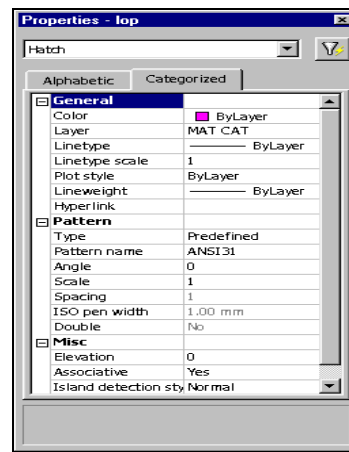 Properties - lop
Hatch
Alphabetic Categorized
General
Color ByLayer
Layer MAT CAT
Linetype ByLayer
Linetype scale 1
Plot style ByLayer
Lineweight ByLayer
Hyperlink
Pattern
Type Predefined
Pattern name ANSI31
Angle 0
Scale 1
Spacing 1
ISO pen width 1.00 mm
Double No
Misc
Elevation 0
Associative Yes
Island detection sty Normal